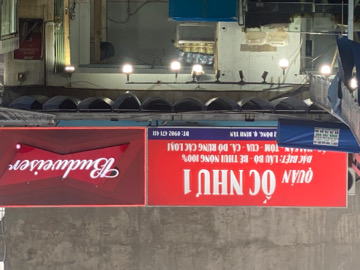 Budweiser
QUÁN
ỐC NHƯ 1
ĐẶC BIỆT: LẨU BÒ - BÊ THUI NÓNG 100%
TÔM - CUA - CÁ, ĐỒ RỪNG CÁC LOẠI
ĐÔNG, Q. BÌNH TÂN